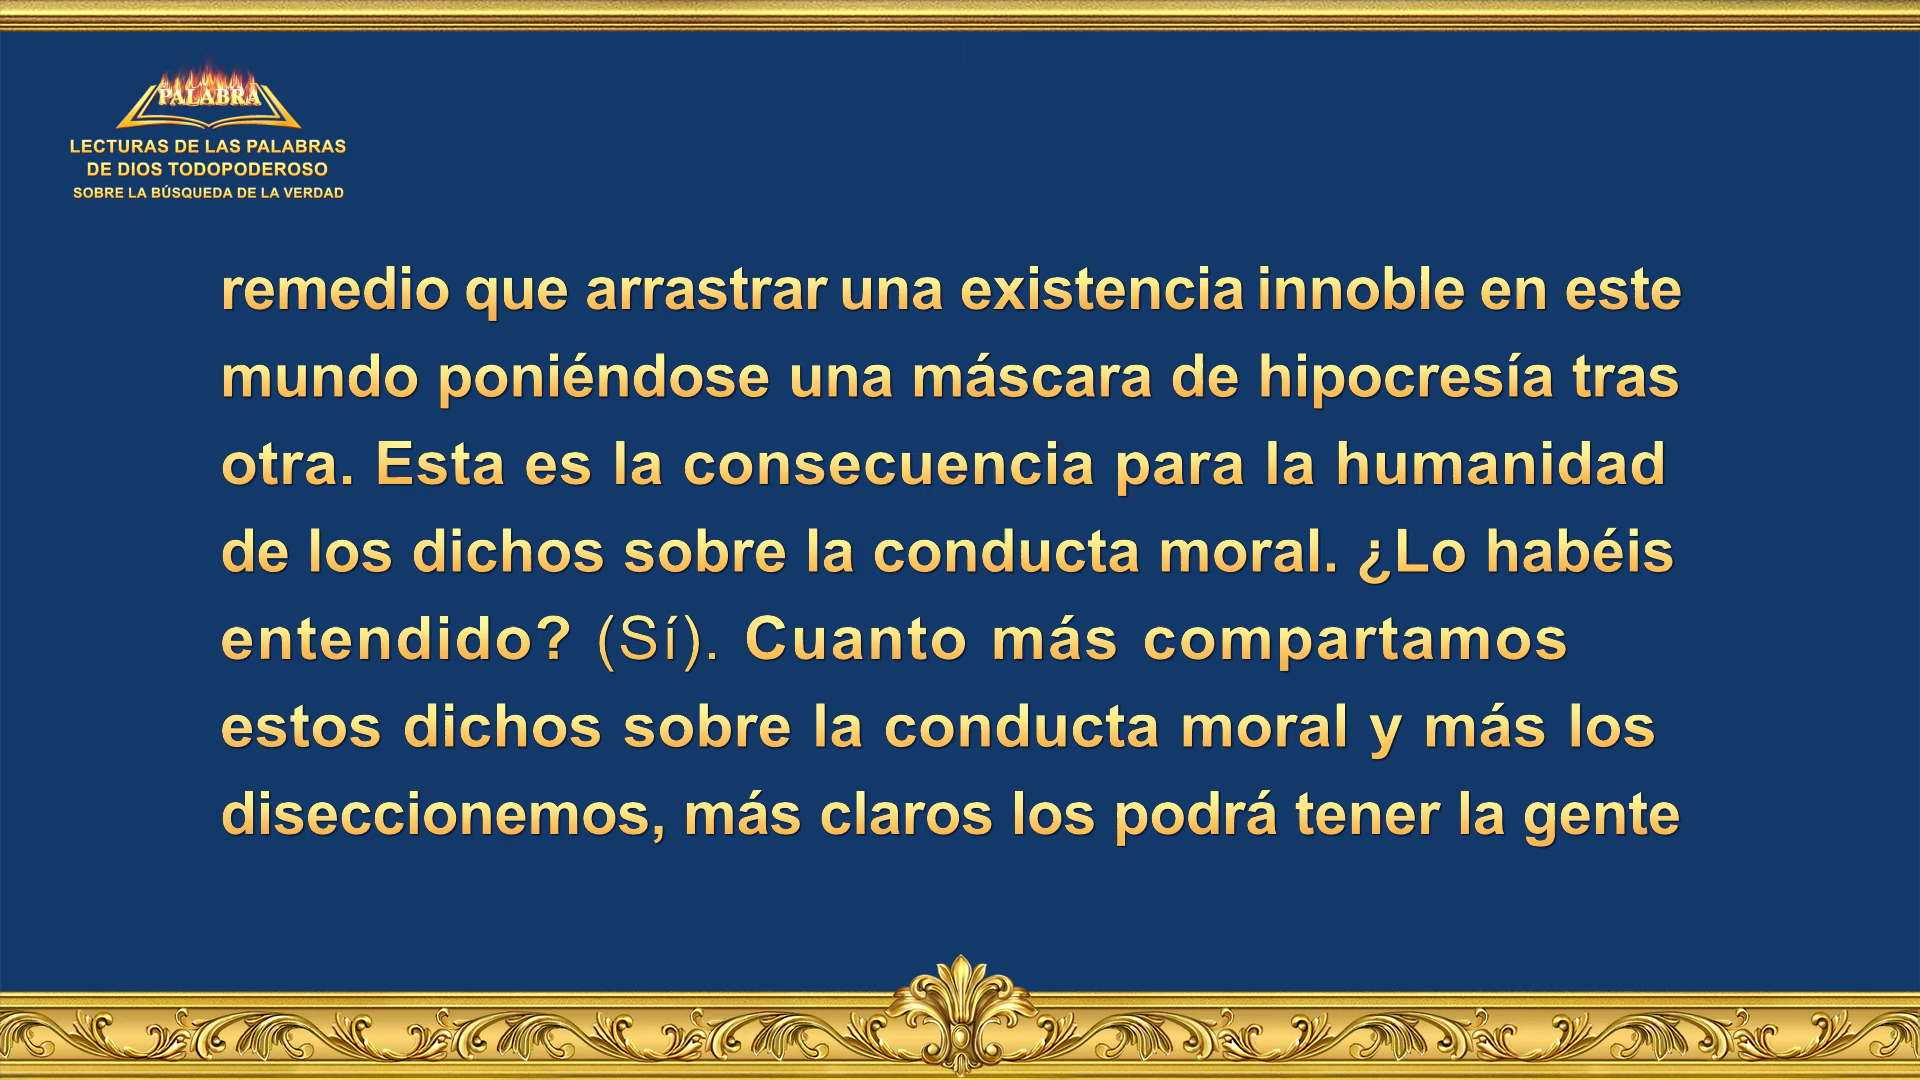 PALABRA
LECTURAS DE LAS PALABRAS
DE DIOS TODOPODEROSO
SOBRE LA BÚSQUEDA DE LA VERDAD
remedio que arrastrar una existencia innoble en este
mundo poniéndose una máscara de hipocresía tras
otra. Esta es la consecuencia para la humanidad
de los dichos sobre la conducta moral. ¿Lo habéis
entendido? (Sí). Cuanto más compartamos
estos dichos sobre la conducta moral y más los
diseccionemos, más claros los podrá tener la gente